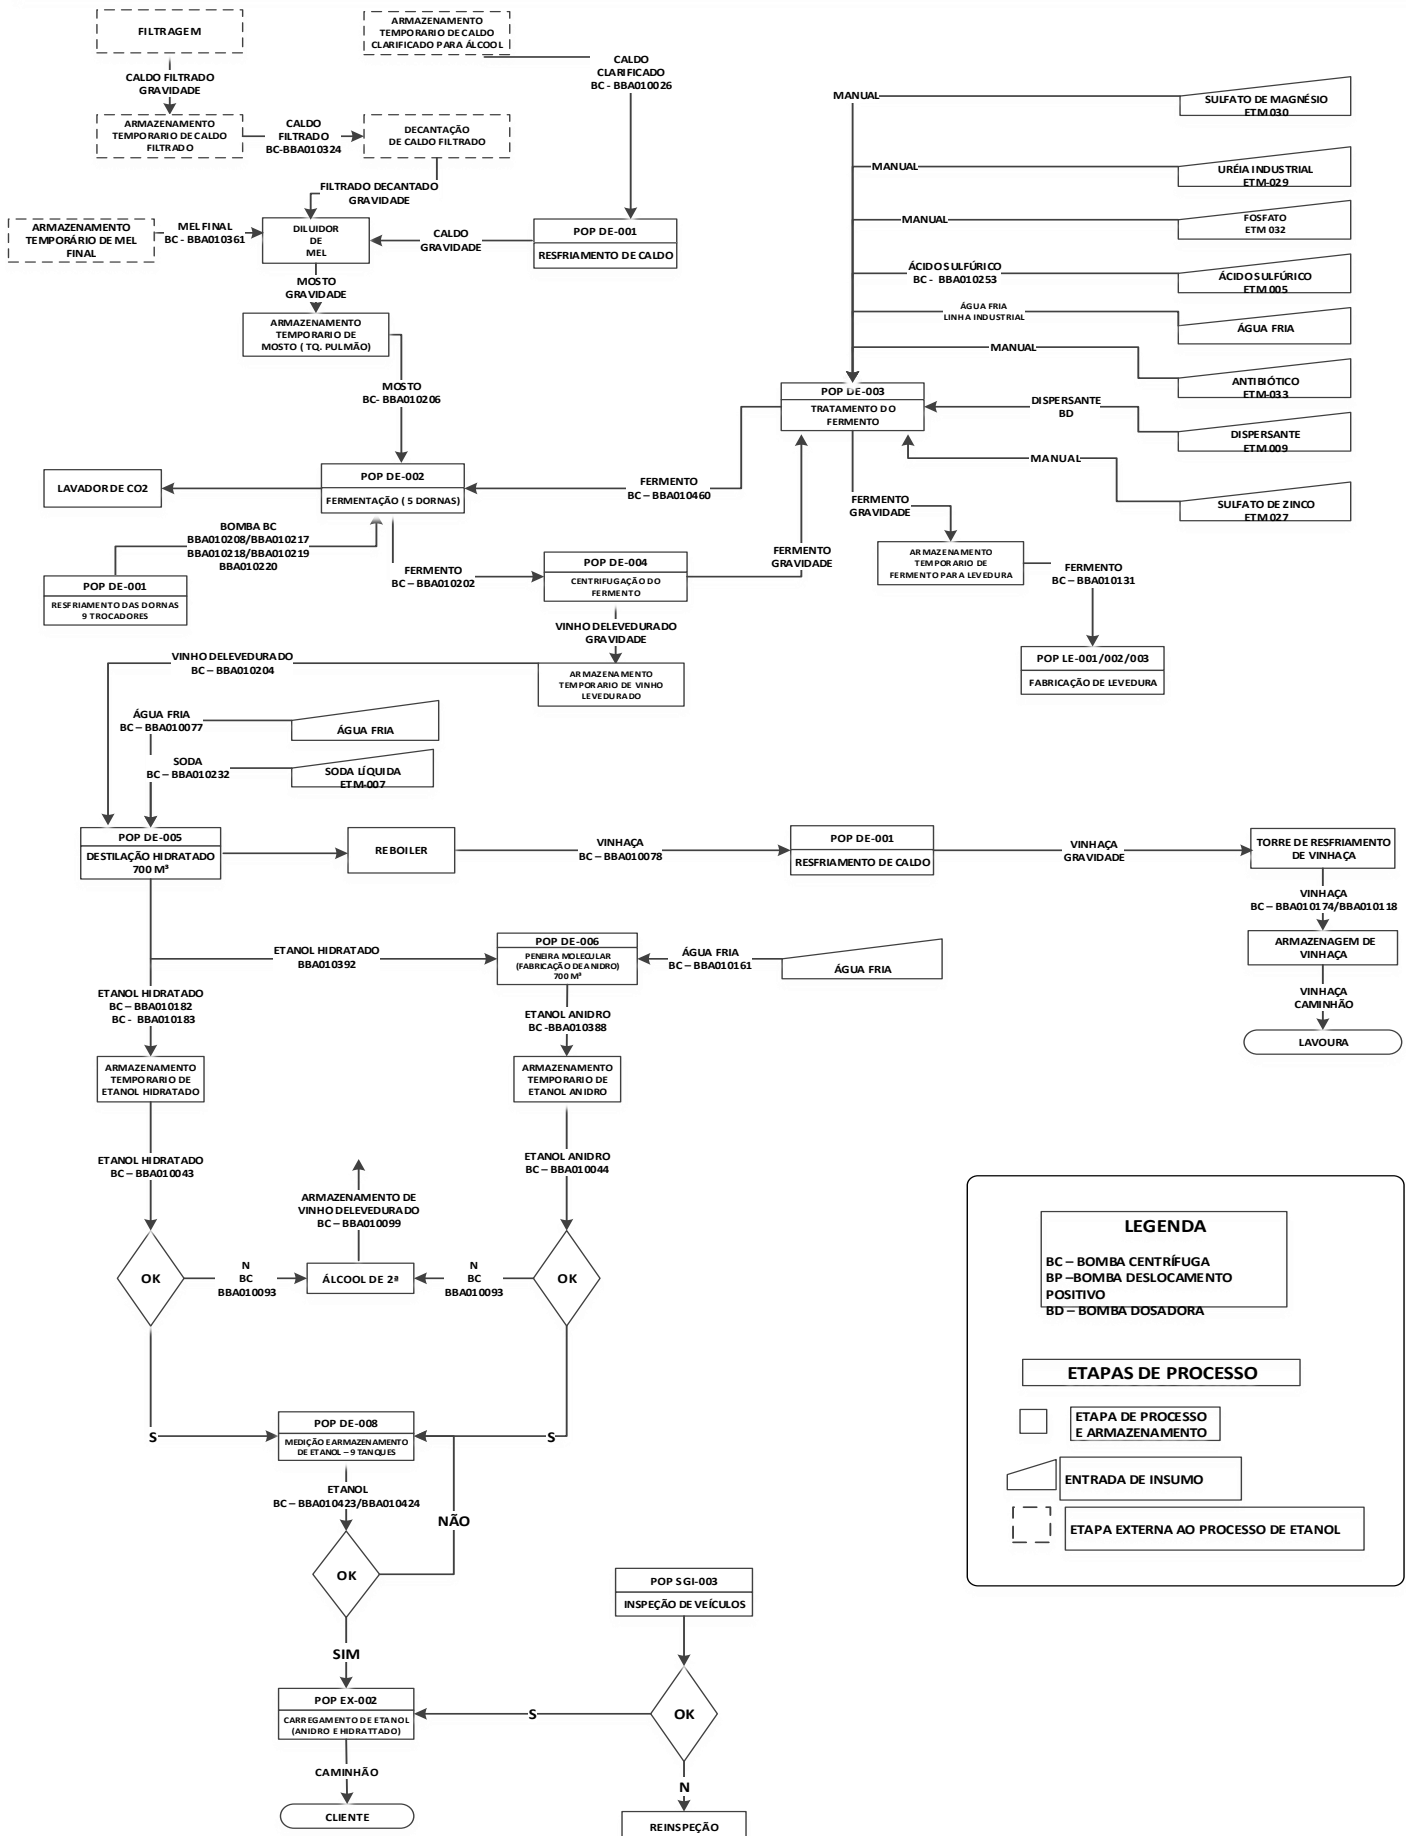 FILTRAGEM
ARMAZENAMENTO
TEMPORARIO DE CALDO
CLARIFICADO PARA ÁLCOOL
CALDO FILTRADO
GRAVIDADE
CALDO
CLARIFICADO
BC - BBA010026
ARMAZENAMENTO
TEMPORARIO DE CALDO
FILTRADO
CALDO
FILTRADO
BC-BBA010324
DECANTAÇÃO
DE CALDO FILTRADO
FILTRADO DECANTADO
GRAVIDADE
ARMAZENAMENTO
TEMPORÁRIO DE MEL
FINAL
MEL FINAL
BC - BBA010361
DILUIDOR
DE
MEL
CALDO
GRAVIDADE
POP DE-001
RESFRIAMENTO DE CALDO
MOSTO
GRAVIDADE
ARMAZENAMENTO
TEMPORARIO DE
MOSTO ( TQ. PULMÃO)
MOSTO
BC- BBA010206
MANUAL
SULFATO DE MAGNÉSIO
ETM 030
MANUAL
URÉIA INDUSTRIAL
ETM-029
MANUAL
FOSFATO
ETM 032
ÁCIDO SULFÚRICO
BC - BBA010253
ÁCIDO SULFÚRICO
ETM 005
ÁGUA FRIA
LINHA INDUSTRIAL
ÁGUA FRIA
MANUAL
ANTIBIÓTICO
ETM-033
POP DE-003
TRATAMENTO DO
FERMENTO
DISPERSANTE
BD
DISPERSANTE
ETM 009
MANUAL
SULFATO DE ZINCO
ETM 027
LAVADOR DE CO2
POP DE-002
FERMENTAÇÃO ( 5 DORNAS)
FERMENTO
BC – BBA010460
FERMENTO
GRAVIDADE
BOMBA BC
BBA010208/BBA010217
BBA010218/BBA010219
BBA010220
POP DE-001
RESFRIAMENTO DAS DORNAS
9 TROCADORES
FERMENTO
BC – BBA010202
POP DE-004
CENTRIFUGAÇÃO DO
FERMENTO
FERMENTO
GRAVIDADE
ARMAZENAMENTO
TEMPORARIO DE
FERMENTO PARA LEVEDURA
FERMENTO
BC – BBA010131
VINHO DELEVEDURADO
GRAVIDADE
POP LE-001/002/003
FABRICAÇÃO DE LEVEDURA
VINHO DELEVEDURADO
BC – BBA010204
ARMAZENAMENTO
TEMPORARIO DE VINHO
LEVEDURADO
ÁGUA FRIA
BC – BBA010077
ÁGUA FRIA
SODA
BC – BBA010232
SODA LÍQUIDA
ETM-007
POP DE-005
DESTILAÇÃO HIDRATADO
700 M³
REBOILER
VINHAÇA
BC – BBA010078
POP DE-001
RESFRIAMENTO DE CALDO
VINHAÇA
GRAVIDADE
TORRE DE RESFRIAMENTO
DE VINHAÇA
VINHAÇA
BC – BBA010174/BBA010118
ARMAZENAGEM DE
VINHAÇA
VINHAÇA
CAMINHÃO
LAVOURA
ETANOL HIDRATADO
BBA010392
POP DE-006
PENEIRA MOLECULAR
(FABRICAÇÃO DE ANIDRO)
700 M³
ÁGUA FRIA
BC – BBA010161
ÁGUA FRIA
ETANOL HIDRATADO
BC – BBA010182
BC - BBA010183
ETANOL ANIDRO
BC -BBA010388
ARMAZENAMENTO
TEMPORARIO DE
ETANOL HIDRATADO
ARMAZENAMENTO
TEMPORARIO DE
ETANOL ANIDRO
ETANOL HIDRATADO
BC – BBA010043
ETANOL ANIDRO
BC – BBA010044
ARMAZENAMENTO DE
VINHO DELEVEDURADO
BC – BBA010099
OK
N
BC
BBA010093
ÁLCOOL DE 2ª
N
BC
BBA010093
OK
S
POP DE-008
MEDIÇÃO E ARMAZENAMENTO
DE ETANOL – 9 TANQUES
S
ETANOL
BC – BBA010423/BBA010424
NÃO
OK
SIM
POP SGI-003
INSPEÇÃO DE VEÍCULOS
POP EX-002
CARREGAMENTO DE ETANOL
(ANIDRO E HIDRATTADO)
S
OK
CAMINHÃO
N
CLIENTE
REINSPEÇÃO
LEGENDA
BC – BOMBA CENTRÍFUGA
BP –BOMBA DESLOCAMENTO
POSITIVO
BD – BOMBA DOSADORA
ETAPAS DE PROCESSO
ETAPA DE PROCESSO
E ARMAZENAMENTO
ENTRADA DE INSUMO
ETAPA EXTERNA AO PROCESSO DE ETANOL